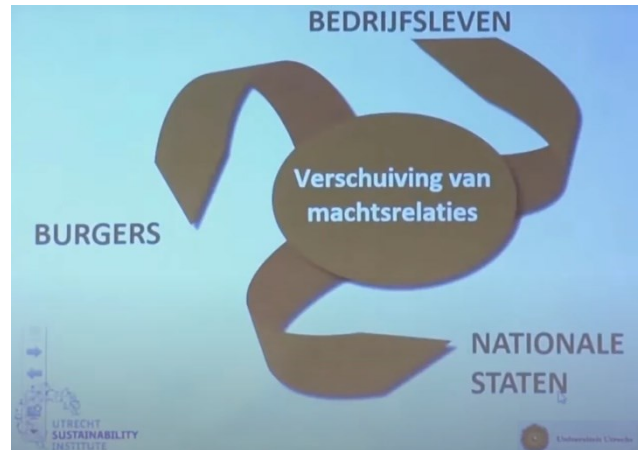 BEDRIJFSLEVEN
Verschuiving van
machtsrelaties
BURGERS
NATIONALE
STATEN
UTRECHT
SUSTAINABILITY
INSTITUTE
Universiteit Utrecht